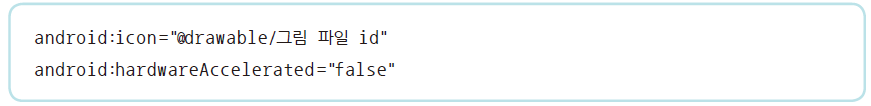 android:icon="@drawable/그림 파일 id"
android:hardwareAccelerated="false"